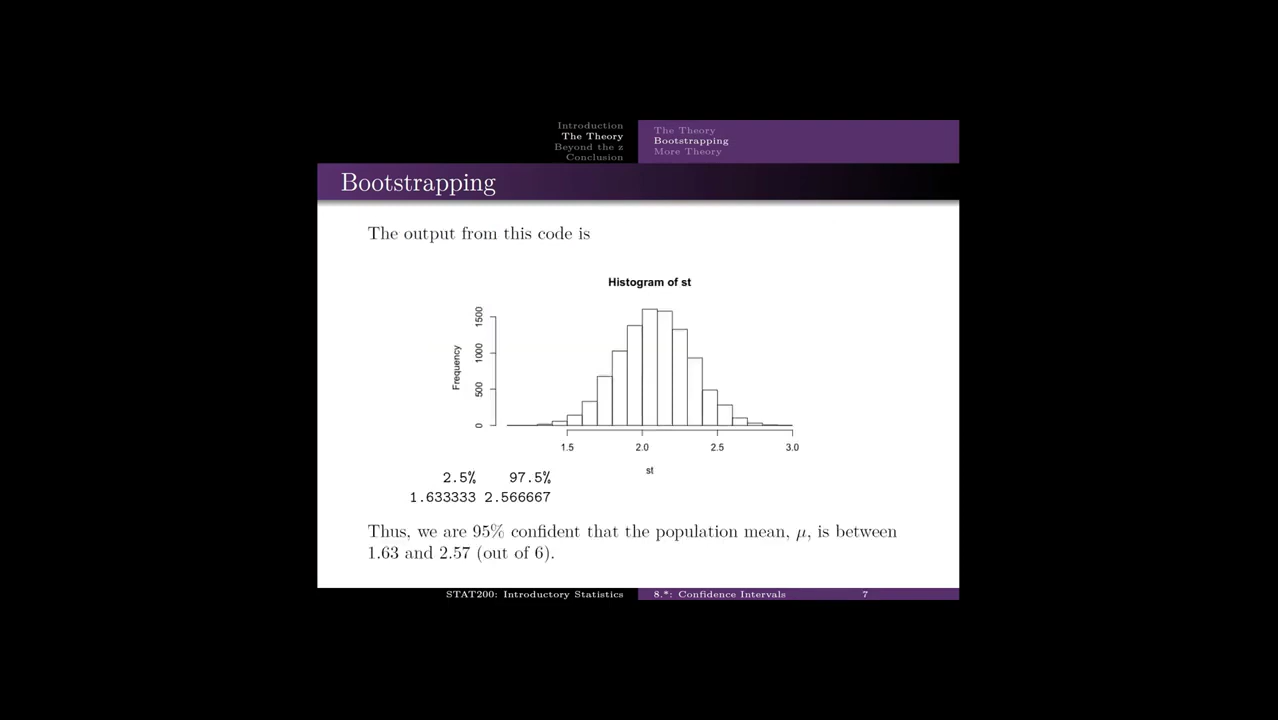 Introduction
The Theory
Beyond the z
Conclusion
The Theory
Bootstrapping
More Theory
Bootstrapping
The output from this code is
Histogram of st
Frequency
1500
1000
500
0
1.5 2.0 2.5 3.0
st
2.5% 97.5%
1.633333 2.566667
Thus, we are 95% confident that the population mean, μ, is between
1.63 and 2.57 (out of 6).
STAT200: Introductory Statistics 8.*: Confidence Intervals 7